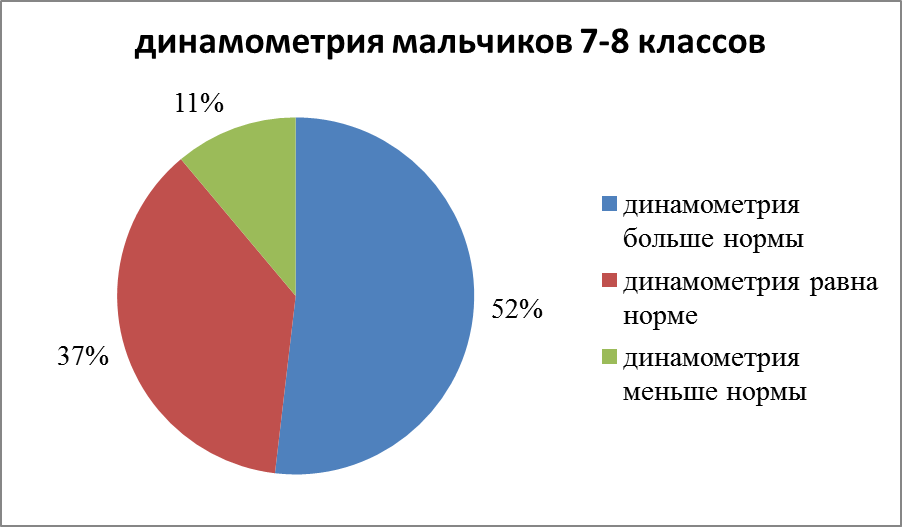 динамометрия мальчиков 7-8 классов
11%
52%
37%
динамометрия
больше нормы
динамометрия равна
норме
динамометрия
меньше нормы